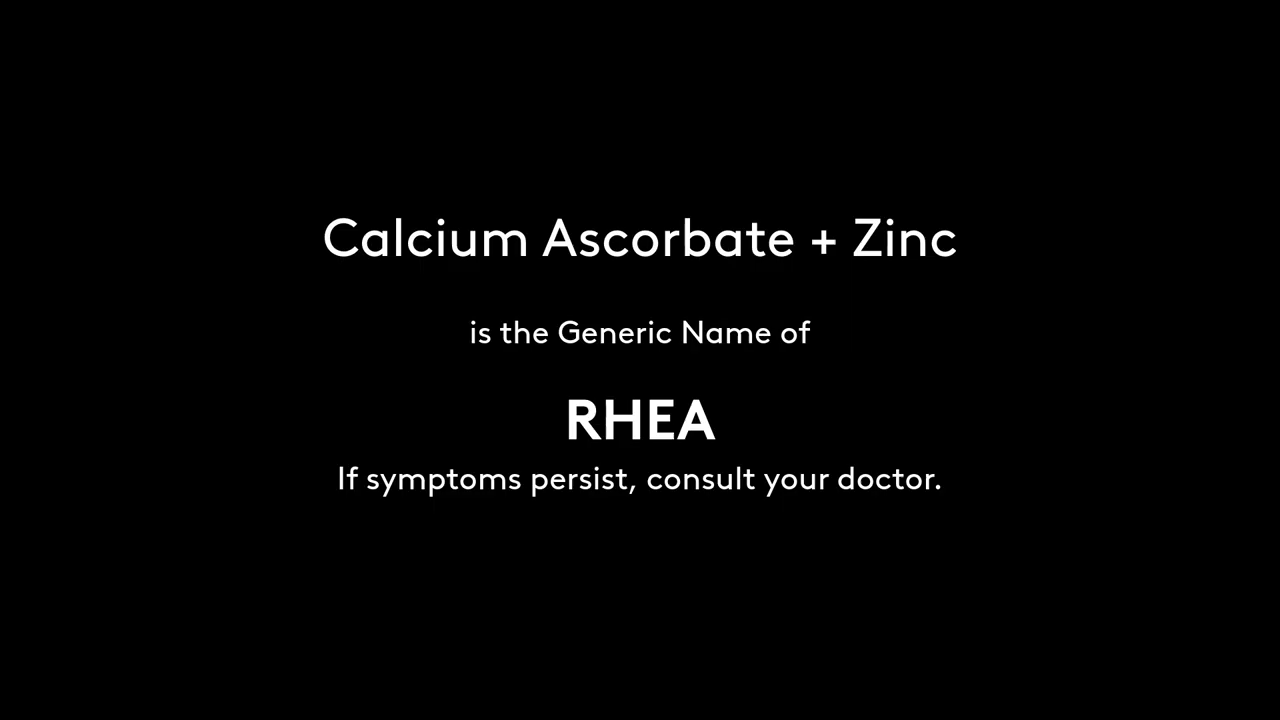 Calcium Ascorbate + Zinc
is the Generic Name of
RHEA
If symptoms persist, consult your doctor.